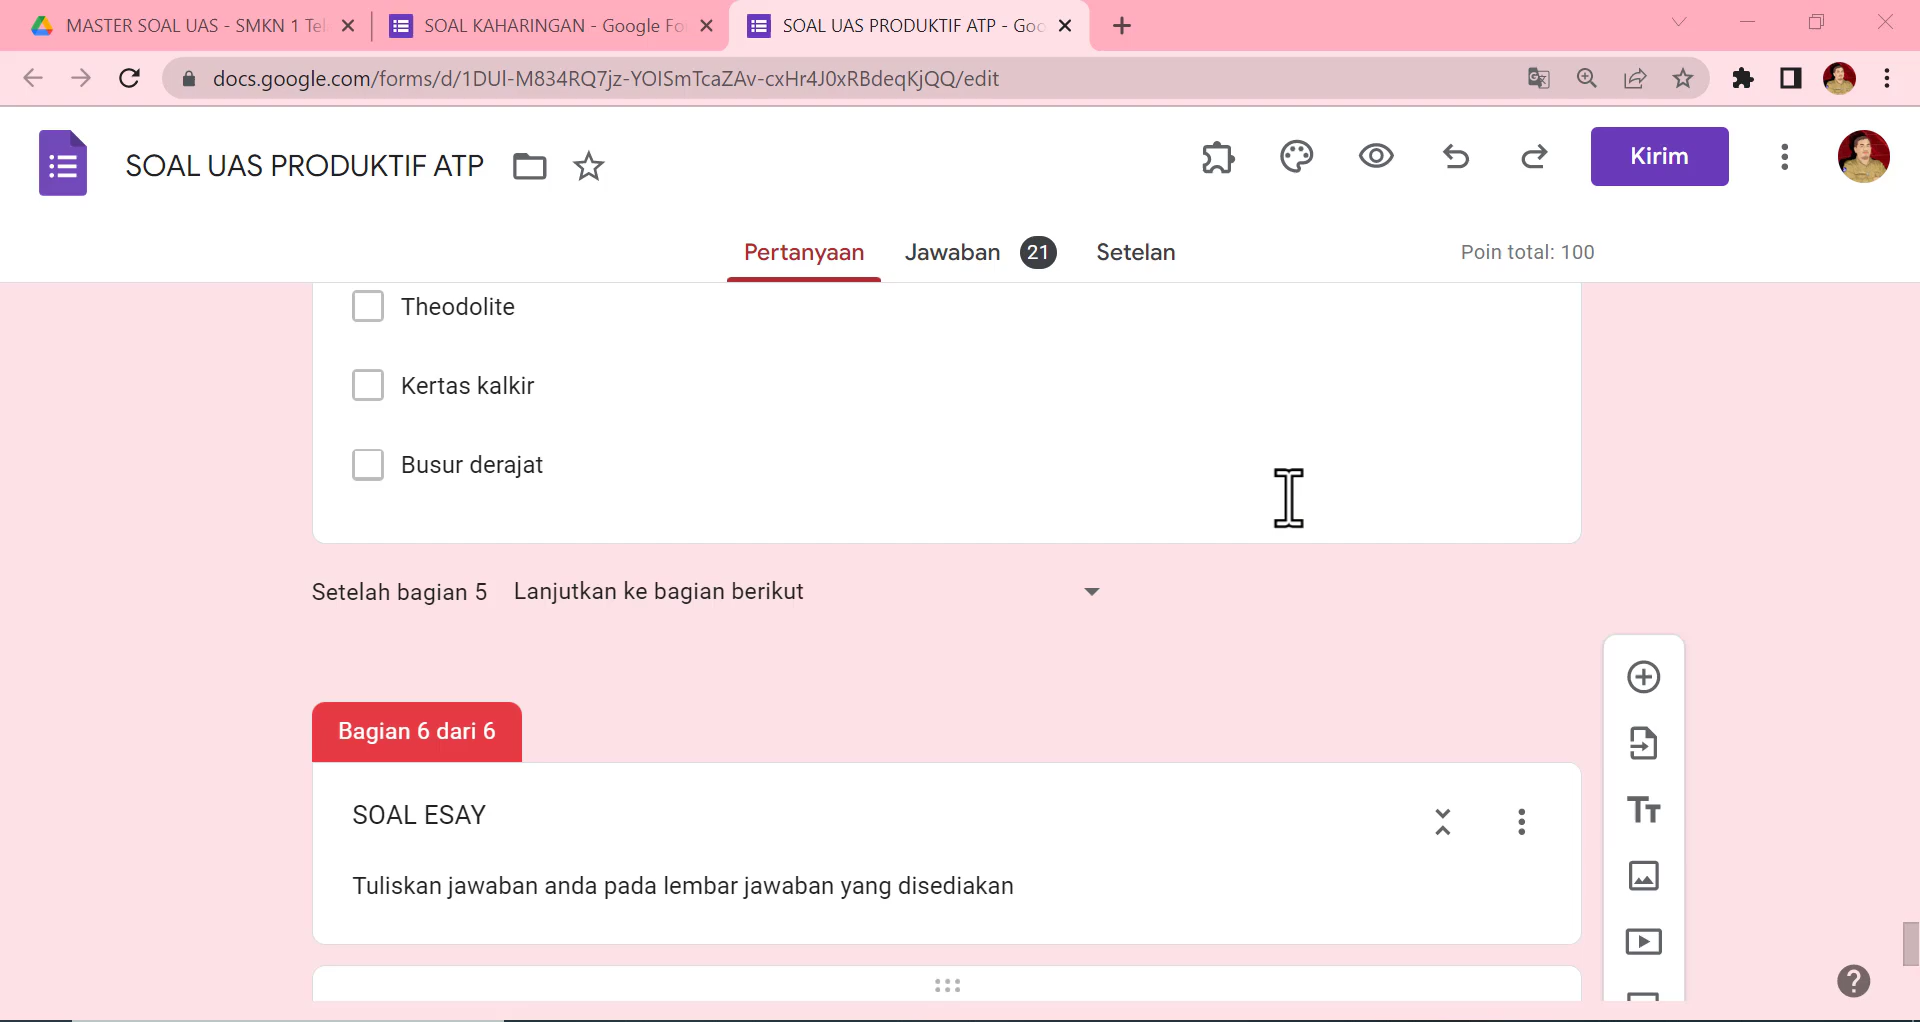 MASTER SOAL UAS - SMKN 1 Tel
SOAL KAHARINGAN - Google Fo
SOAL UAS PRODUKTIF ATP - Goo
docs.google.com/forms/d/1DUl-M834RQ7jz-YOISmTcaZAv-cxHr4J0xRBdeqKjQQ/edit
SOAL UAS PRODUKTIF ATP
Kirim
Pertanyaan
Jawaban 21
Setelan
Poin total: 100
Theodolite
Kertas kalkir
Busur derajat
Setelah bagian 5 Lanjutkan ke bagian berikut
Bagian 6 dari 6
SOAL ESAY
Tuliskan jawaban anda pada lembar jawaban yang disediakan